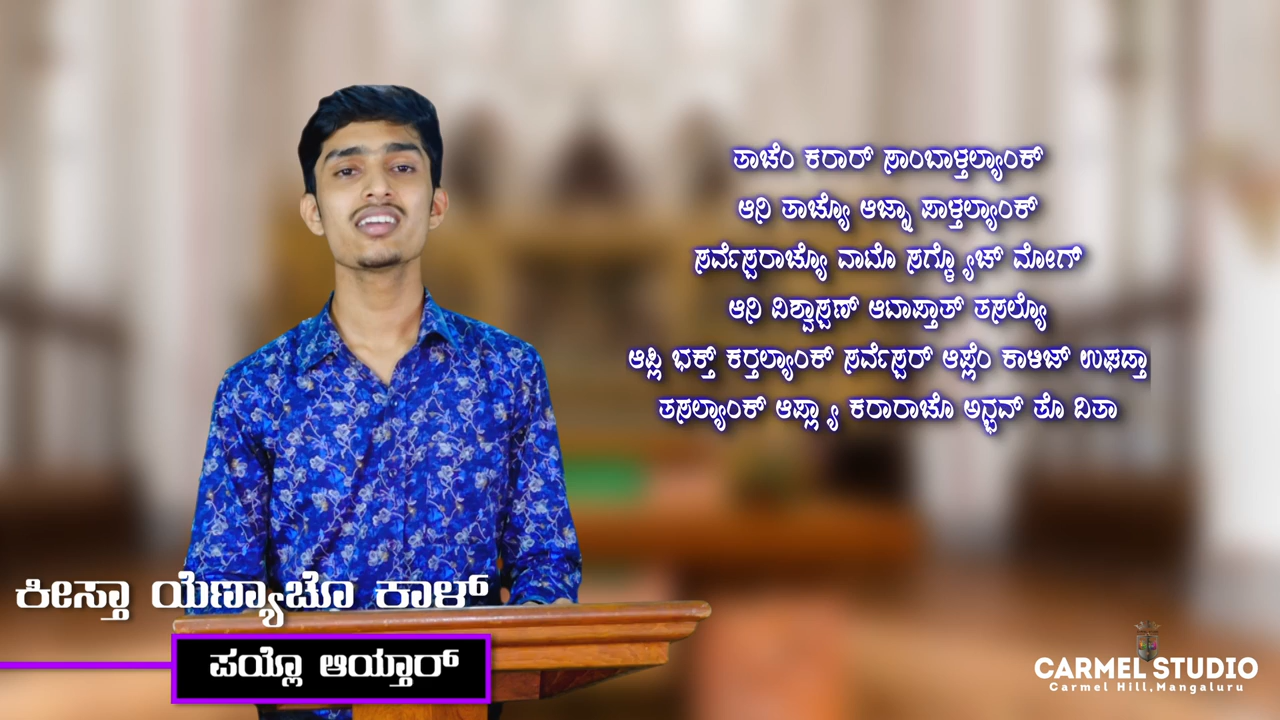 ತಾಚೆಂ ಕರಾರ್ ಸಾಂಬಾಳ್ತಲ್ಯಾಂಕ್
ಆನಿ ತಾಚ್ಯೊ ಆಜ್ಞಾ ಪಾಳ್ತಲ್ಯಾಂಕ್
ಸರ್ವೆಸ್ಪರಾಚ್ಯೊ ವಾಟೊ ಸಗ್ಳ್ಯೊಚ್ ಮೋಗ್
ಆನಿ ವಿಶ್ವಾಸ್ಪಣ್ ಆಟಾಪ್ತಾತ್ ತಸಲ್ಯೊ
ಆಪ್ಲಿ ಭಕ್ತ್ ಕರ‍್ತಲ್ಯಾಂಕ್ ಸರ್ವೆಸ್ಪರ್ ಆಪ್ಲೆಂ ಕಾಳಿಜ್ ಉಘಡ್ತಾ
ತಸಲ್ಯಾಂಕ್ ಆಪ್ಲ್ಯಾ ಕರಾರಾಚೊ ಅನ್ಭವ್ ತೊ ದಿತಾ
ಕೀಸ್ತಾ ಯೆಣ್ಯಾಚೊ ಕಾಳ್
ಪಯ್ಲೊ ಆಯ್ತಾರ್
CARMEL STUDIO
Carmel Hill, Mangaluru